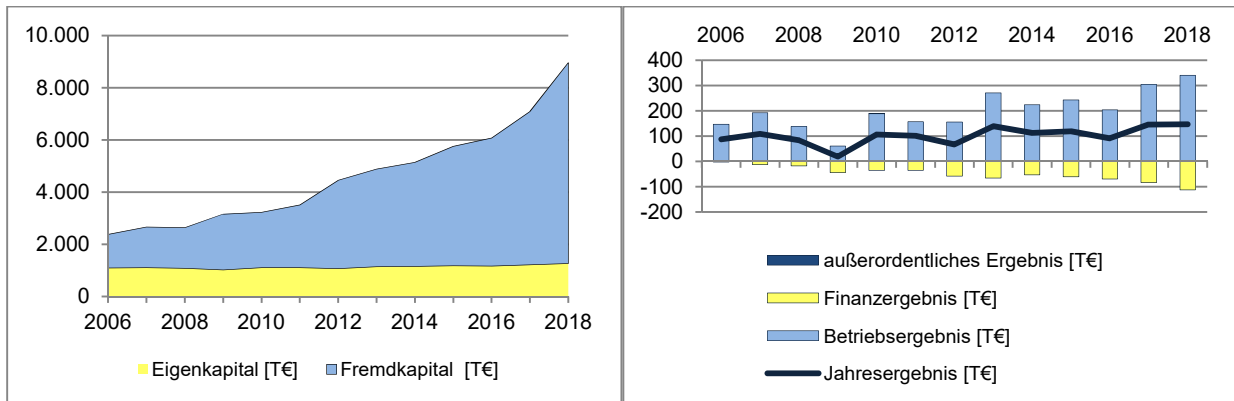 10.000
8.000
6.000
4.000
2.000
0
2006 2008 2010 2012 2014 2016 2018
Eigenkapital [T€] Fremdkapital [T€]
2006 2008 2010 2012 2014 2016 2018
400
300
200
100
0
-100
-200
außerordentliches Ergebnis [T€]
Finanzergebnis [T€]
Betriebsergebnis [T€]
Jahresergebnis [T€]